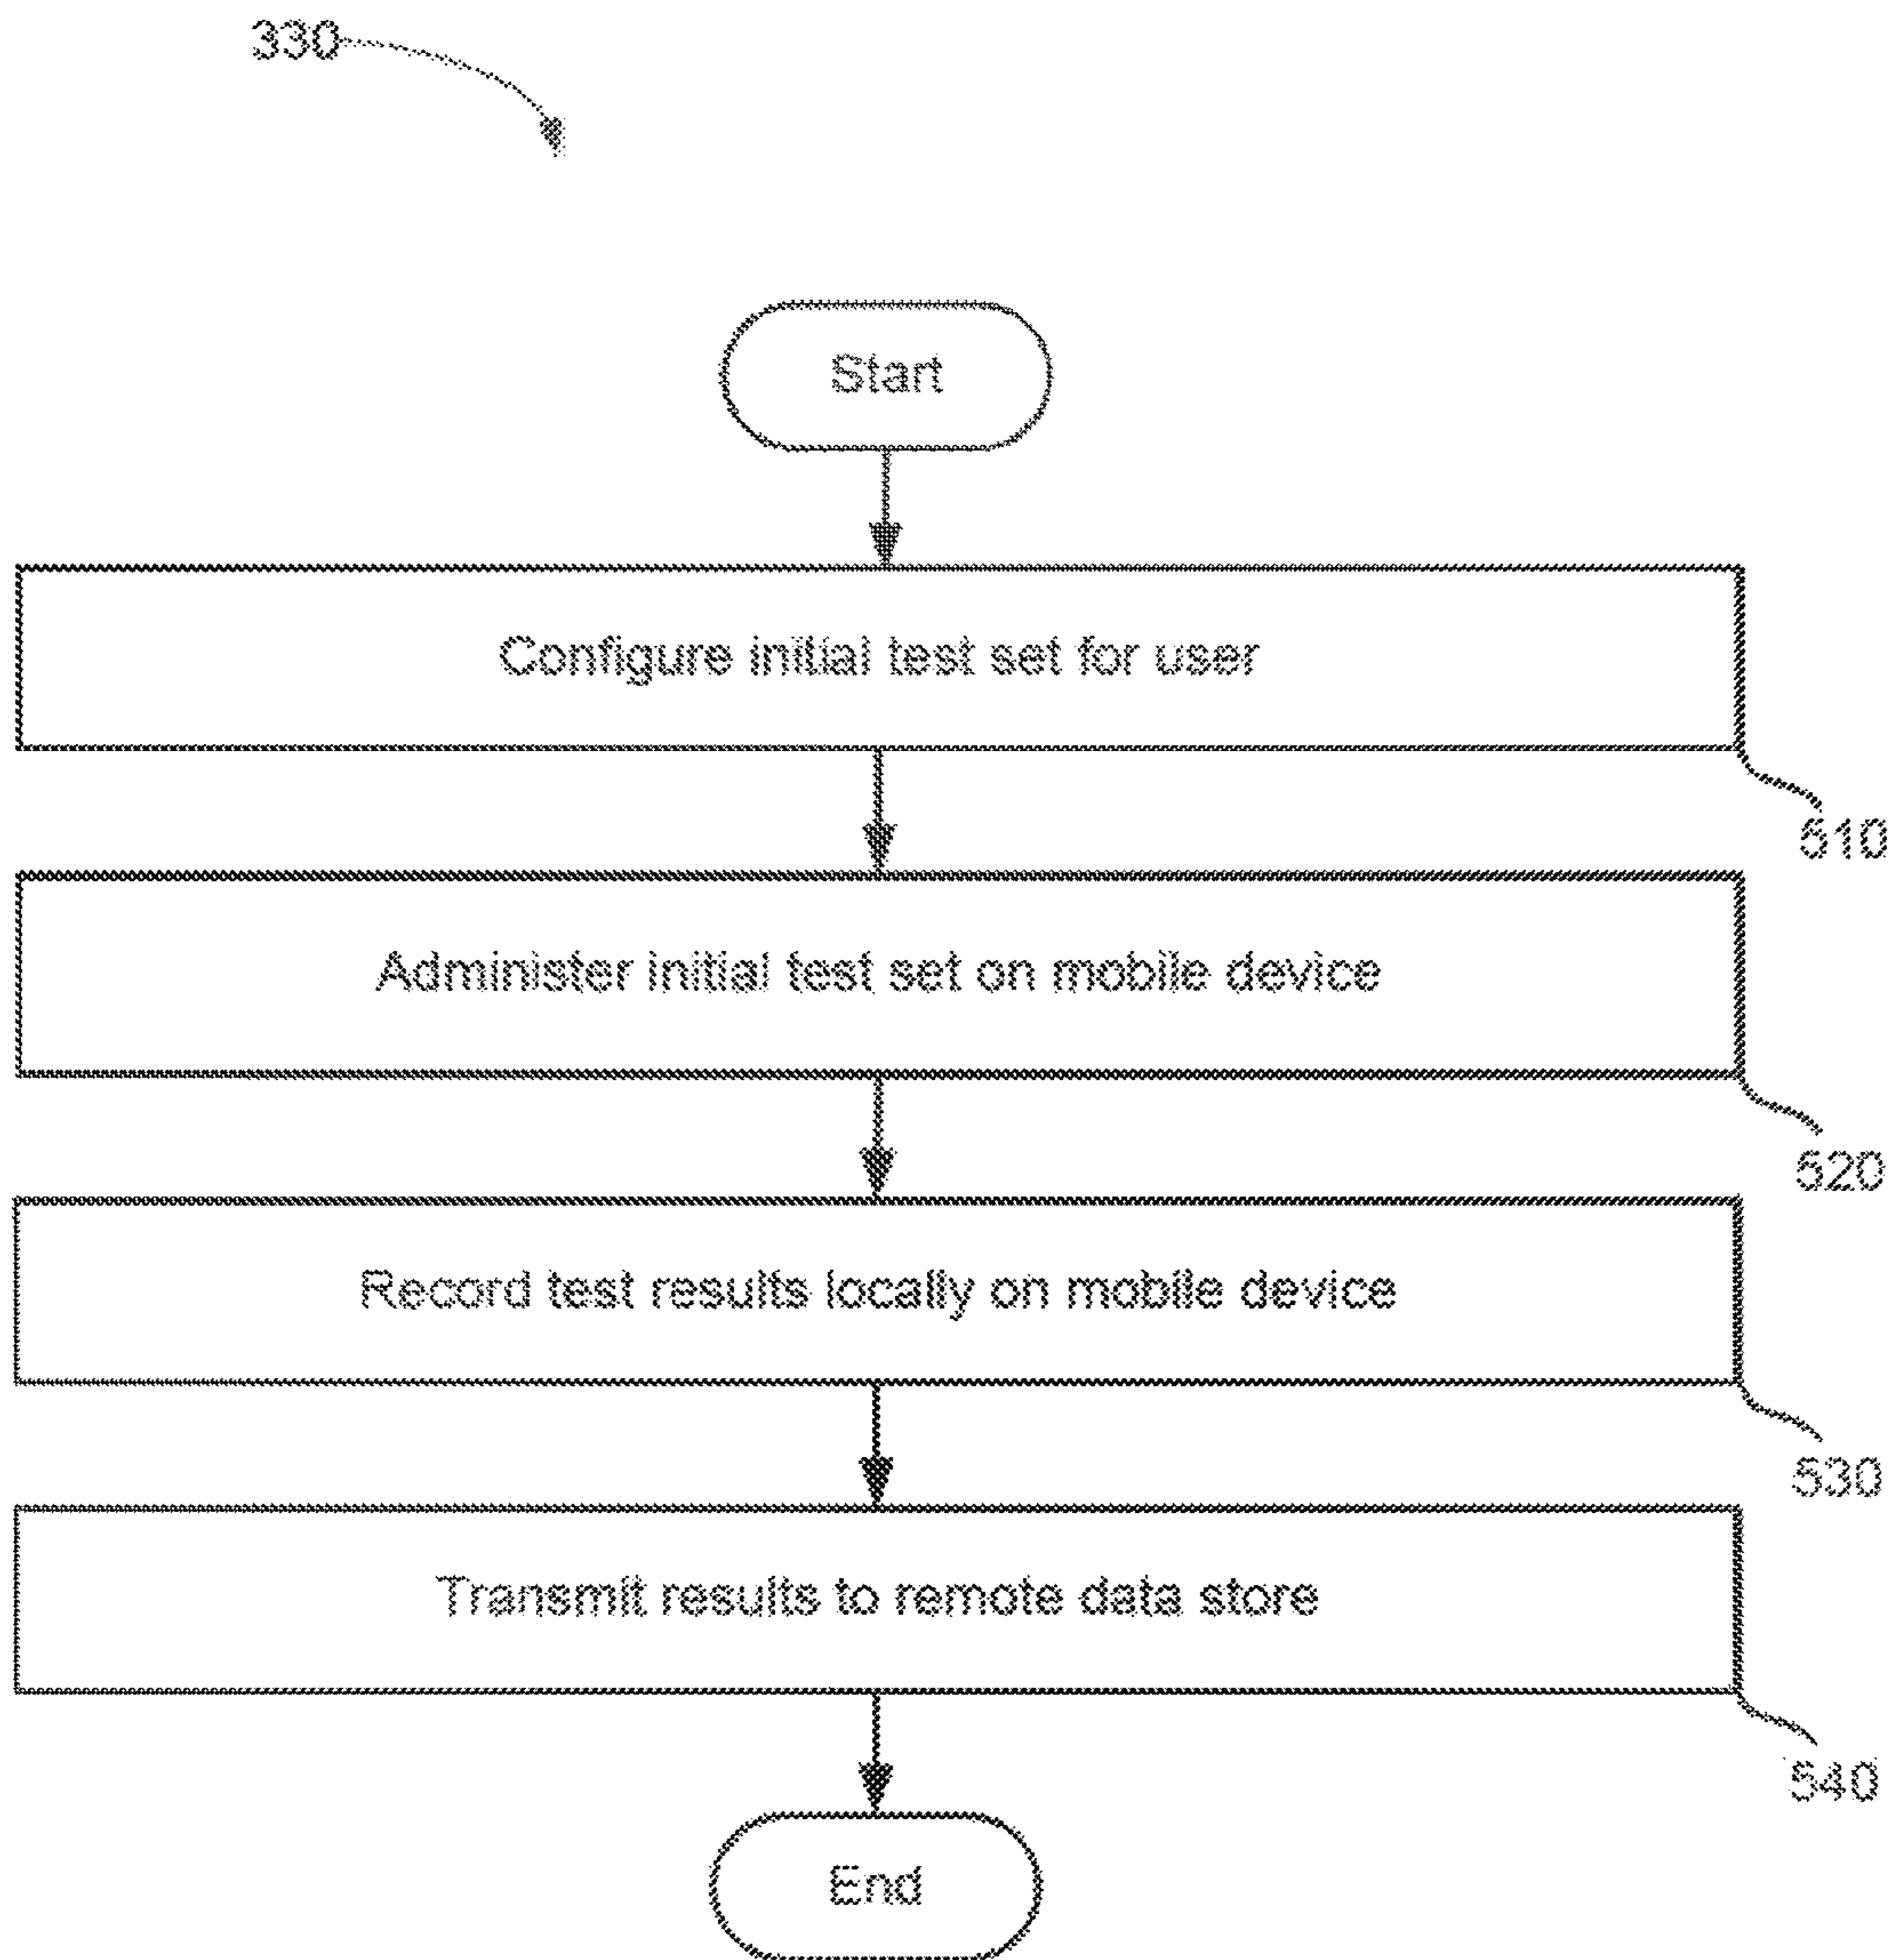 330
Start
Configure initial test set for user
510
Administer initial test set on mobile device
520
Record test results locally on mobile device
530
Transmit results to remote data store
540
End